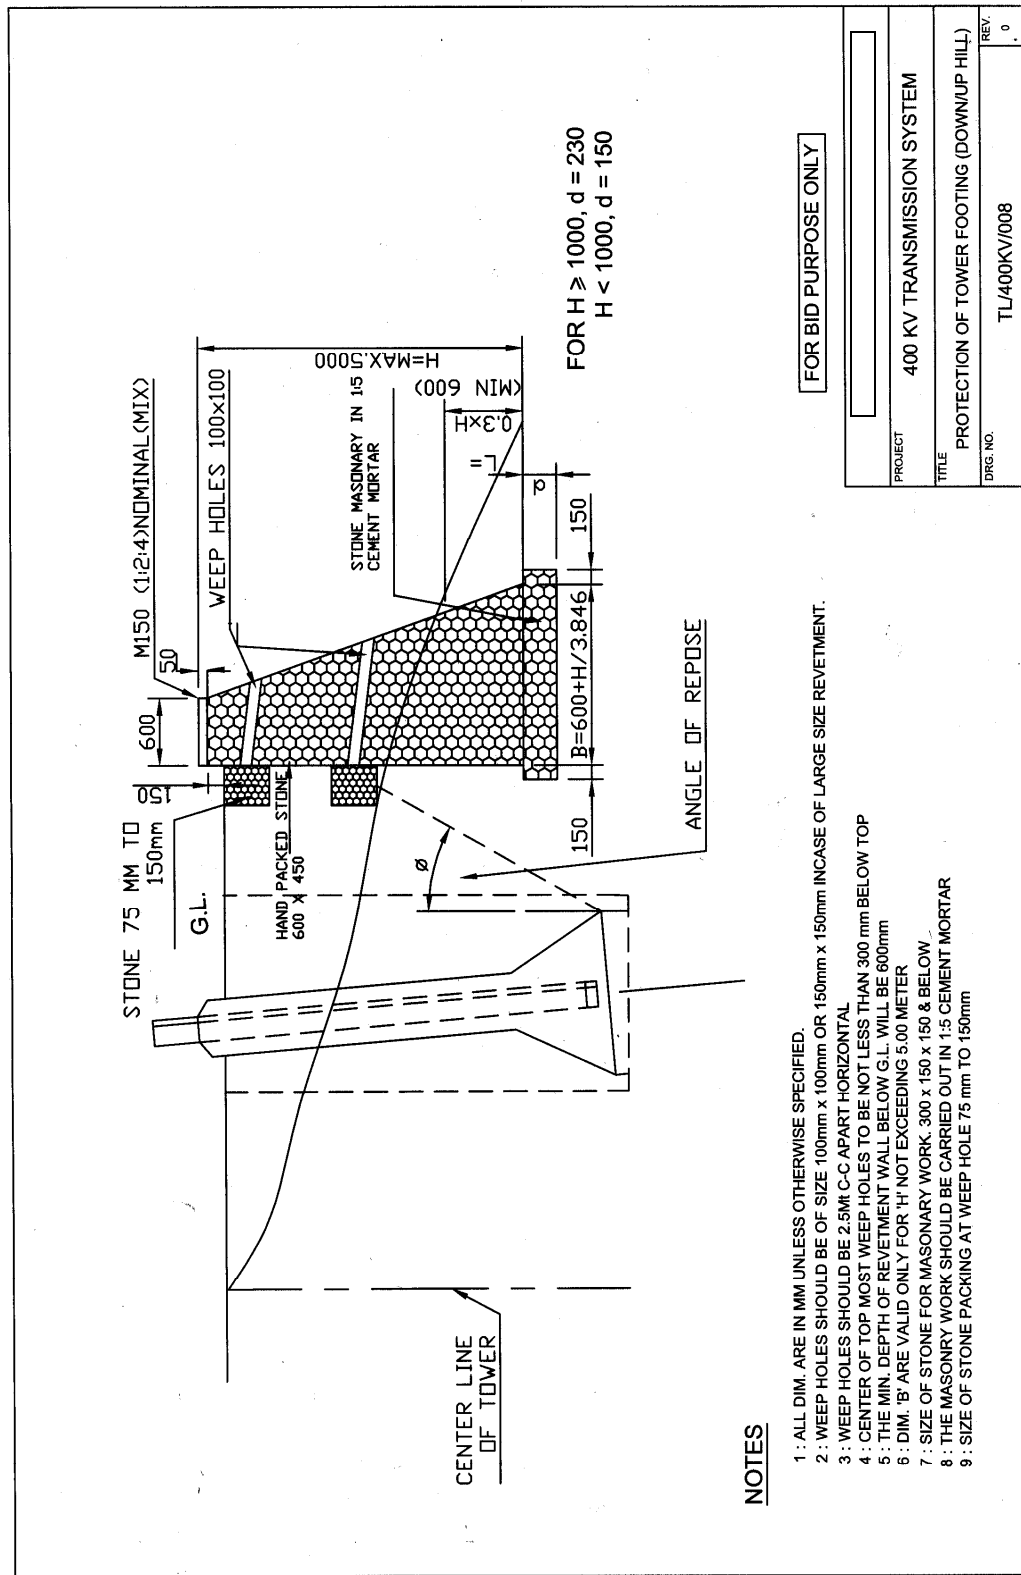 STONE 75 MM TO
150mm
G.L.
HAND PACKED STONE
600 X 450
150
600
50
M150 (1:2:4)NOMINAL(MIX)
WEEP HOLES 100x100
STONE MASONARY IN 1:5
CEMENT MORTAR
H=MAX.5000
0.3xH
(MIN 600)
L=
d
150
B=600+H/3.846
150
FOR H ≥ 1000, d = 230
H < 1000, d = 150
ø
ANGLE OF REPOSE
CENTER LINE
OF TOWER
NOTES
1 : ALL DIM. ARE IN MM UNLESS OTHERWISE SPECIFIED.
2 : WEEP HOLES SHOULD BE OF SIZE 100mm x 100mm OR 150mm x 150mm INCASE OF LARGE SIZE REVETMENT.
3 : WEEP HOLES SHOULD BE 2.5Mt C-C APART HORIZONTAL
4 : CENTER OF TOP MOST WEEP HOLES TO BE NOT LESS THAN 300 mm BELOW TOP
5 : THE MIN. DEPTH OF REVETMENT WALL BELOW G.L. WILL BE 600mm
6 : DIM. 'B' ARE VALID ONLY FOR 'H' NOT EXCEEDING 5.00 METER
7 : SIZE OF STONE FOR MASONARY WORK. 300 x 150 x 150 & BELOW
8 : THE MASONRY WORK SHOULD BE CARRIED OUT IN 1:5 CEMENT MORTAR
9 : SIZE OF STONE PACKING AT WEEP HOLE 75 mm TO 150mm
FOR BID PURPOSE ONLY
PROJECT
400 KV TRANSMISSION SYSTEM
TITLE
PROTECTION OF TOWER FOOTING (DOWN/UP HILL)
DRG. NO.
TL/400KV/008
REV.
0